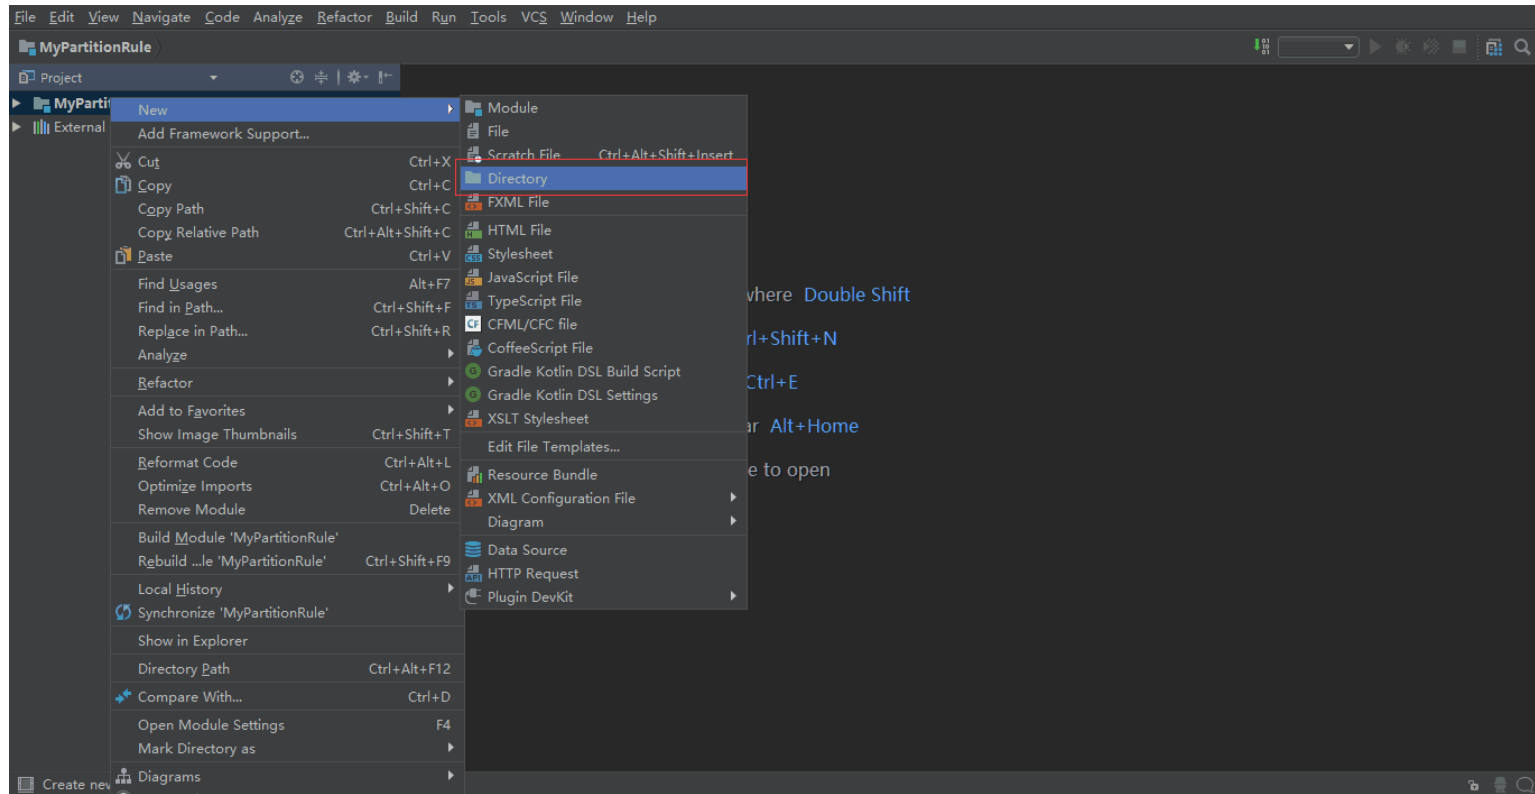 File Edit View Navigate Code Analyze Refactor Build Run Tools VCS Window Help
MyPartitionRule
Project
MyParti
External
New
Add Framework Support...
Cut Ctrl+X
Copy Ctrl+C
Copy Path Ctrl+Shift+C
Copy Relative Path Ctrl+Alt+Shift+C
Paste Ctrl+V
Find Usages Alt+F7
Find in Path... Ctrl+Shift+F
Replace in Path... Ctrl+Shift+R
Analyze
Refactor
Add to Favorites
Show Image Thumbnails Ctrl+Shift+T
Reformat Code Ctrl+Alt+L
Optimize Imports Ctrl+Alt+O
Remove Module Delete
Build Module 'MyPartitionRule'
Rebuild ...le 'MyPartitionRule' Ctrl+Shift+F9
Local History
Synchronize 'MyPartitionRule'
Show in Explorer
Directory Path Ctrl+Alt+F12
Compare With... Ctrl+D
Open Module Settings F4
Mark Directory as
Diagrams
Module
File
Scratch File Ctrl+Alt+Shift+Insert
Directory
FXML File
HTML File
Stylesheet
JavaScript File
TypeScript File
CFML/CFC file
CoffeeScript File
Gradle Kotlin DSL Build Script
Gradle Kotlin DSL Settings
XSLT Stylesheet
Edit File Templates...
Resource Bundle
XML Configuration File
Diagram
Data Source
HTTP Request
Plugin DevKit
where Double Shift
rl+Shift+N
Ctrl+E
ar Alt+Home
e to open
Create new